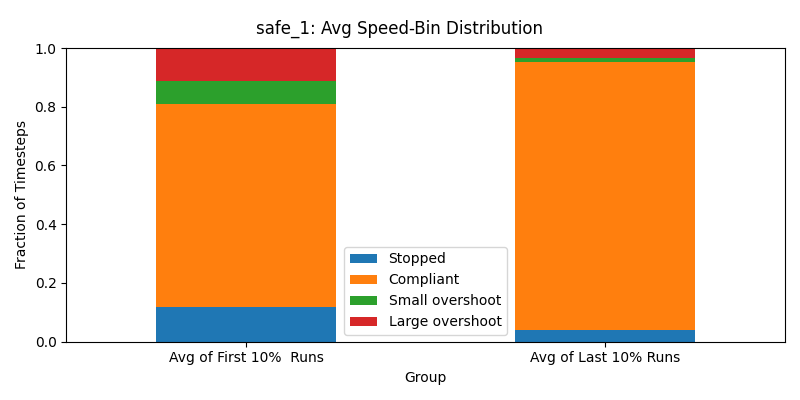 safe_1: Avg Speed-Bin Distribution
Fraction of Timesteps
1.0
0.8
0.6
0.4
0.2
0.0
Stopped
Compliant
Small overshoot
Large overshoot
Avg of First 10%  Runs
Avg of Last 10% Runs
Group